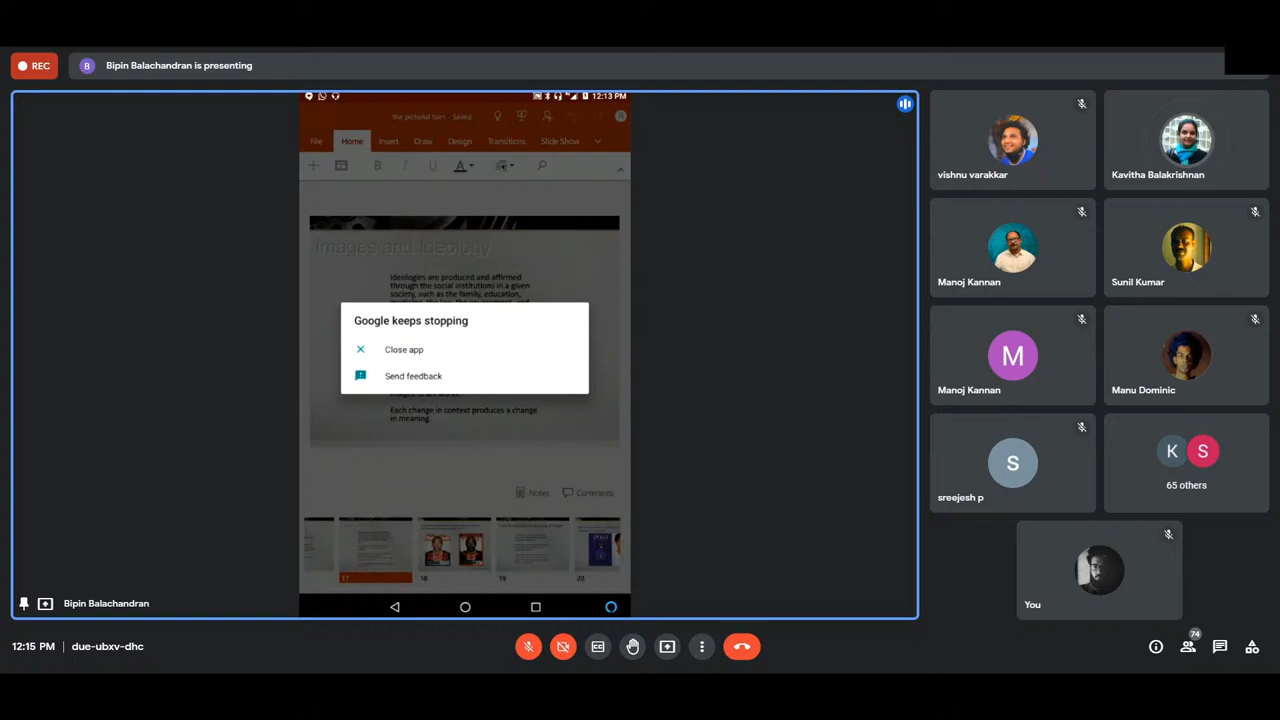 REC
B
Bipin Balachandran is presenting
12:13 PM
the pictorial turn - Saved
File Home Insert Draw Design Transitions Slide Show
B I U A
Images and Ideology
Ideologies are produced and affirmed
through the social institutions in a given
society, such as the family, education,
Google keeps stopping
Close app
Send feedback
Each change in context produces a change
in meaning.
Notes Comments
17 18 19 20
Bipin Balachandran
vishnu varakkar
Kavitha Balakrishnan
Manoj Kannan
Sunil Kumar
M
Manoj Kannan
Manu Dominic
S
sreejesh p
K S
65 others
You
12:15 PM due-ubxv-dhc
74